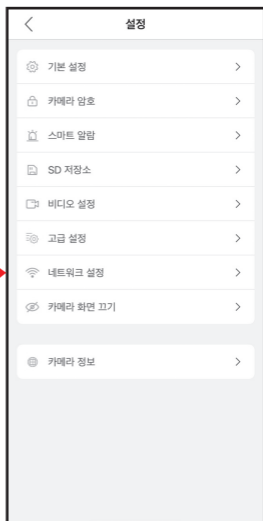 설정
기본 설정
카메라 암호
스마트 알람
SD 저장소
비디오 설정
고급 설정
네트워크 설정
카메라 화면 끄기
카메라 정보